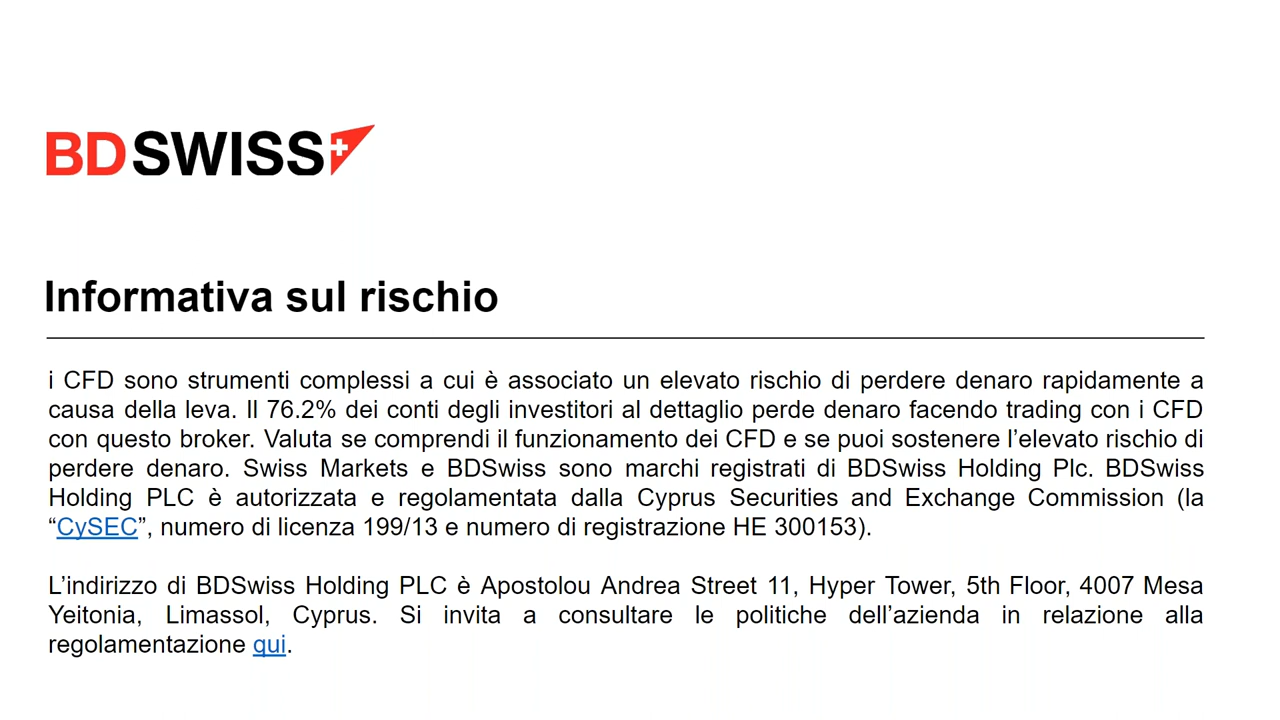 BDSWISS
Informativa sul rischio
i CFD sono strumenti complessi a cui è associato un elevato rischio di perdere denaro rapidamente a
causa della leva. Il 76.2% dei conti degli investitori al dettaglio perde denaro facendo trading con i CFD
con questo broker. Valuta se comprendi il funzionamento dei CFD e se puoi sostenere l’elevato rischio di
perdere denaro. Swiss Markets e BDSwiss sono marchi registrati di BDSwiss Holding Plc. BDSwiss
Holding PLC è autorizzata e regolamentata dalla Cyprus Securities and Exchange Commission (la
“CySEC”, numero di licenza 199/13 e numero di registrazione HE 300153).
L’indirizzo di BDSwiss Holding PLC è Apostolou Andrea Street 11, Hyper Tower, 5th Floor, 4007 Mesa
Yeitonia, Limassol, Cyprus. Si invita a consultare le politiche dell’azienda in relazione alla
regolamentazione qui.